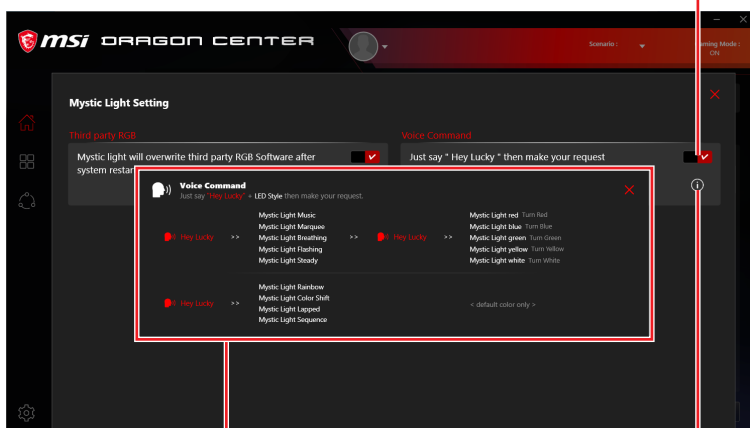 msi DRAGON CENTER
Scenario :
Gaming Mode :
ON
Mystic Light Setting
Third party RGB
Voice Command
Mystic light will overwrite third party RGB Software after
system restar
Just say " Hey Lucky " then make your request
Voice Command
Just say "Hey Lucky" + LED Style then make your request.
Mystic Light Music
Mystic Light Marquee
Hey Lucky >> Mystic Light Breathing >> Hey Lucky >>
Mystic Light Flashing
Mystic Light Steady
Mystic Light red Turn Red
Mystic Light blue Turn Blue
Mystic Light green Turn Green
Mystic Light yellow Turn Yellow
Mystic Light white Turn White
Mystic Light Rainbow
Hey Lucky >> Mystic Light Color Shift
Mystic Light Lapped
Mystic Light Sequence
< default color only >